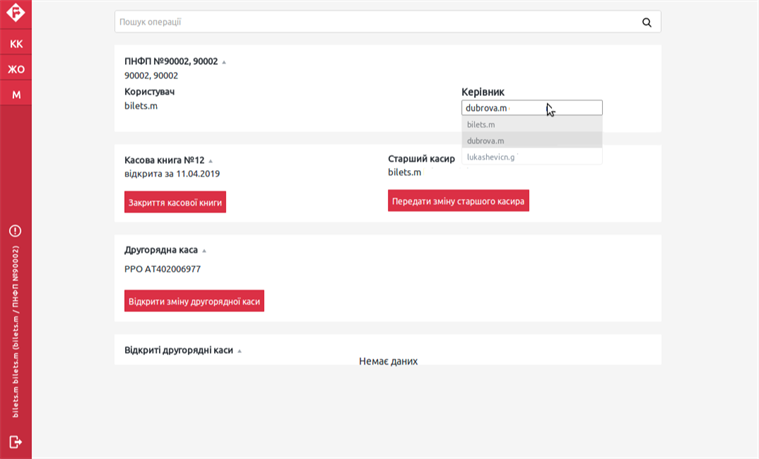 Пошук операції
КК
ЖО
М
ПНФП №90002, 90002
90002, 90002
Користувач
bilets.m
Керівник
dubrova.m
bilets.m
dubrova.m
lukashevicn.g
Касова книга №12
відкрита за 11.04.2019
Закриття касової книги
Старший касир
bilets.m
Передати зміну старшого касира
Другорядна каса
РРО АТ402006977
Відкрити зміну другорядної каси
Відкриті другорядні каси
Немає даних
bilets.m bilets.m (bilets.m / ПНФП №90002)